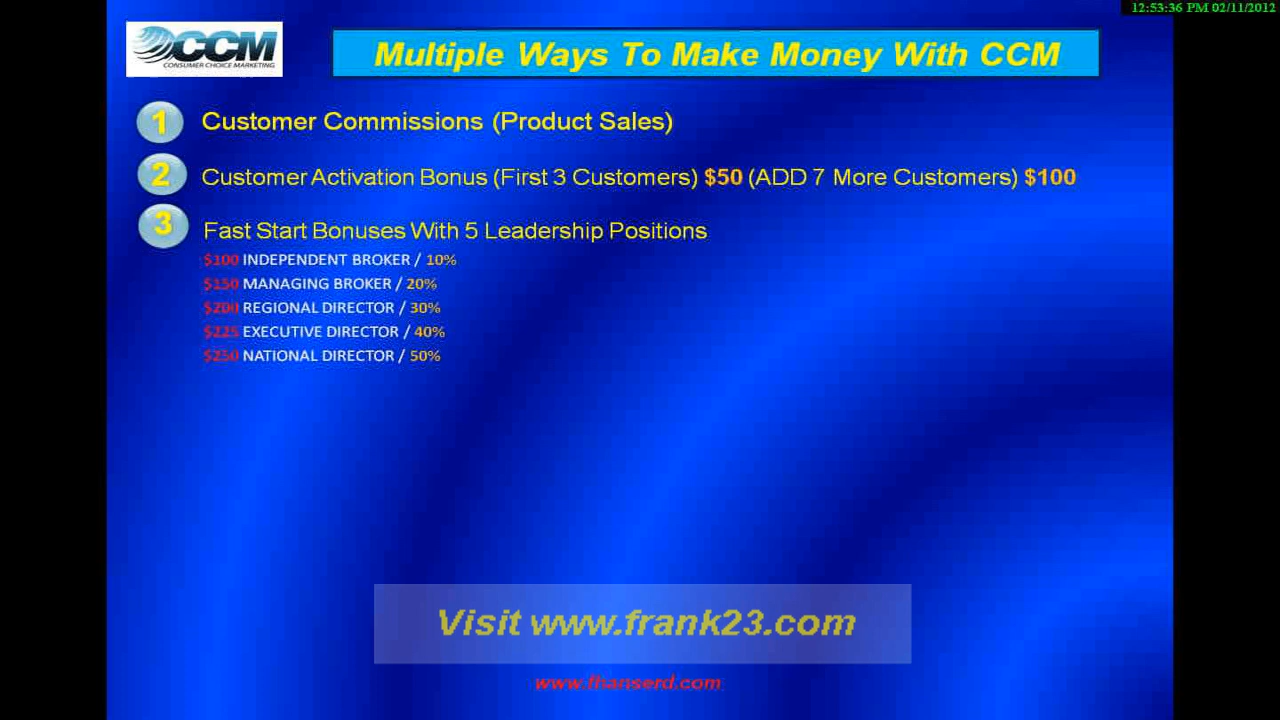 12:53:36 PM 02/11/2012
CCM
CONSUMER CHOICE MARKETING
Multiple Ways To Make Money With CCM
1 Customer Commissions (Product Sales)
2 Customer Activation Bonus (First 3 Customers) $50 (ADD 7 More Customers) $100
3 Fast Start Bonuses With 5 Leadership Positions
$100 INDEPENDENT BROKER / 10%
$150 MANAGING BROKER / 20%
$200 REGIONAL DIRECTOR / 30%
$225 EXECUTIVE DIRECTOR / 40%
$250 NATIONAL DIRECTOR / 50%
Visit www.frank23.com
www.fhanserd.com